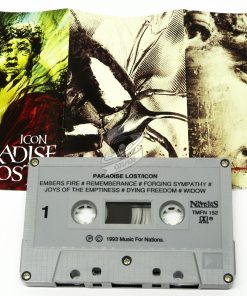 ICON
ADISE
OST
PARADISE LOST/ICON
EMBERS FIRE # REMEMBERANCE # FORGING SYMPATHY #
JOYS OF THE EMPTINESS # DYING FREEDOM # WIDOW
1
TMFN 152
℗ © 1993 Music For Nations.